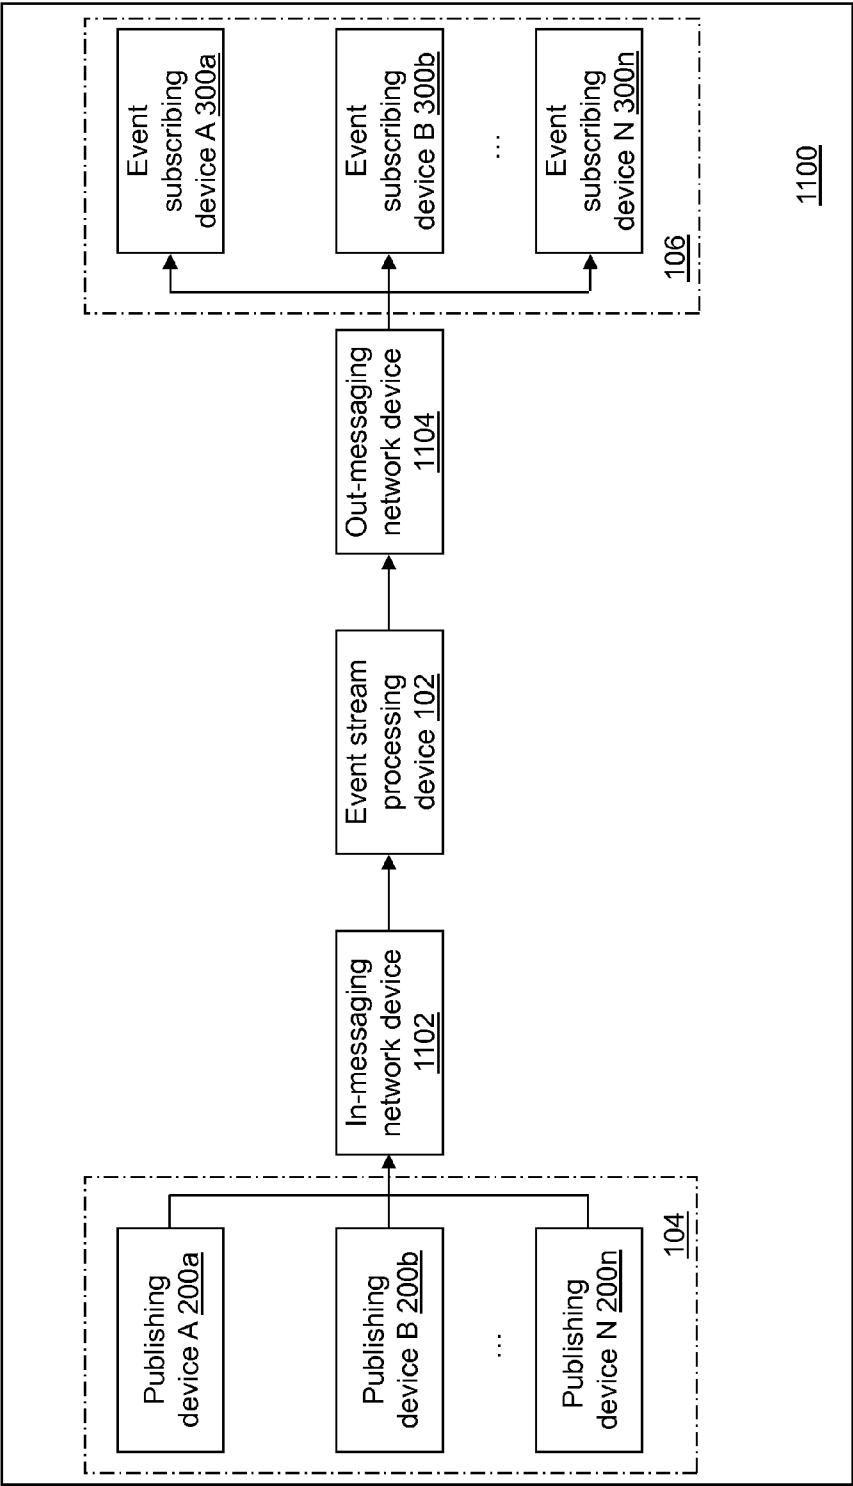 Publishing
device A 200a
Publishing
device B 200b
...
Publishing
device N 200n
104
In-messaging
network device
1102
Event stream
processing
device 102
Out-messaging
network device
1104
Event
subscribing
device A 300a
Event
subscribing
device B 300b
...
Event
subscribing
device N 300n
106
1100